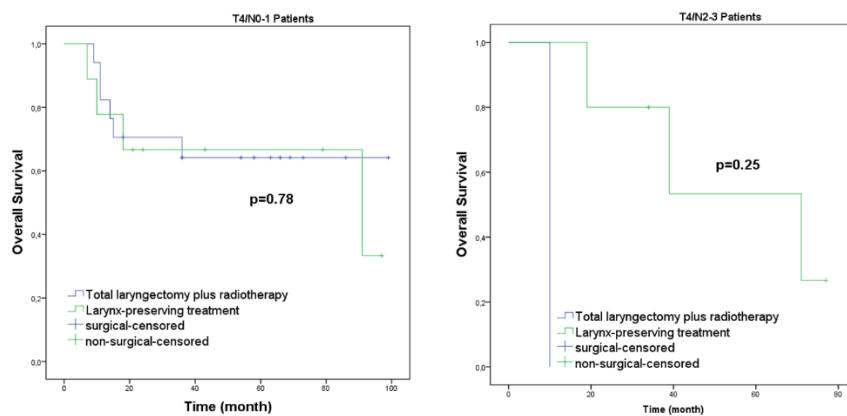 T4/N0-1 Patients
1,0
0,8
0,6
0,4
0,2
0,0
Overall Survival
p=0.78
Total laryngectomy plus radiotherapy
Larynx-preserving treatment
surgical-censored
non-surgical-censored
0 20 40 60 80 100
Time (month)
T4/N2-3 Patients
1,0
0,8
0,6
0,4
0,2
0,0
Overall Survival
p=0.25
Total laryngectomy plus radiotherapy
Larynx-preserving treatment
surgical-censored
non-surgical-censored
0 20 40 60 80
Time (month)